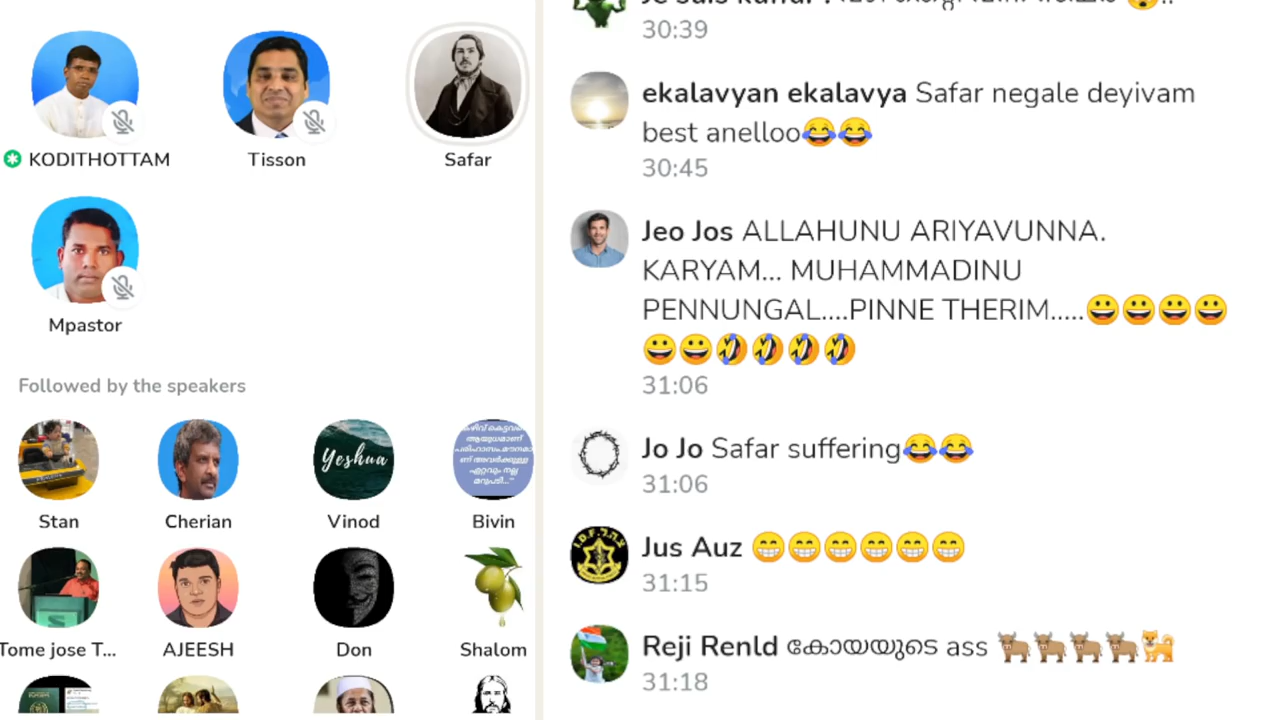 KODITHOTTAM
Tisson
Safar
Mpastor
Followed by the speakers
Yeshua
ആയുധമാണ്
Stan
Cherian
Vinod
Bivin
Tome jose T...
AJEESH
Don
Shalom
30:39
ekalavyan ekalavya Safar negale deyivam
best anelloo😂😂
30:45
Jeo Jos ALLAHUNU ARIYAVUNNA.
KARYAM... MUHAMMADINU
PENNUNGAL....PINNE THERIM.....😀😀😀😀
😀😀🤣🤣🤣🤣
31:06
Jo Jo Safar suffering😂😂
31:06
Jus Auz 😁😁😁😁😁😁
31:15
Reji Renld കോയയുടെ ass 🐂🐂🐂🐂🐕
31:18